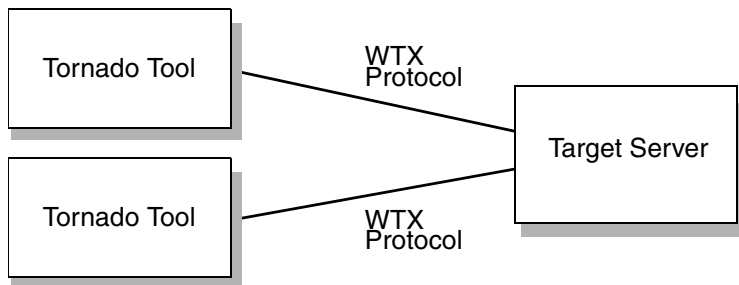 Tornado Tool
WTX
Protocol
Target Server
Tornado Tool
WTX
Protocol